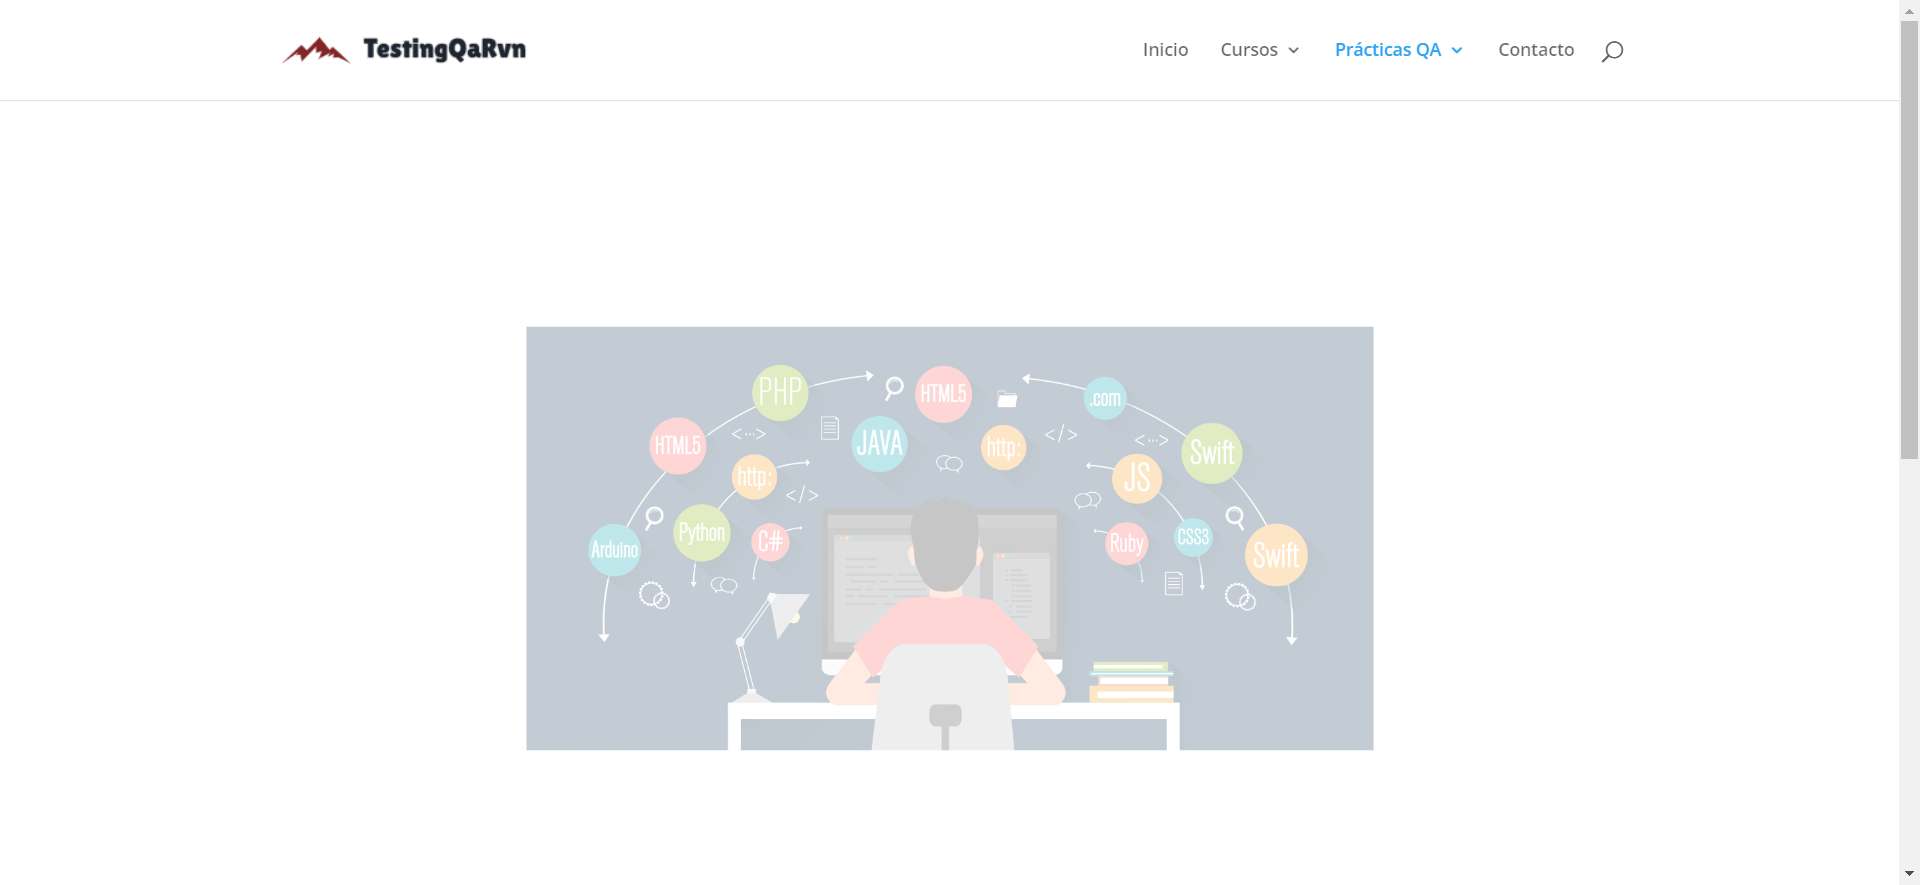 TestingQaRvn
Inicio
Cursos
Prácticas QA
Contacto
PHP
HTML5
.com
HTML5
JAVA
http:
Swift
http:
JS
Arduino
Python
C#
Ruby
CSS3
Swift